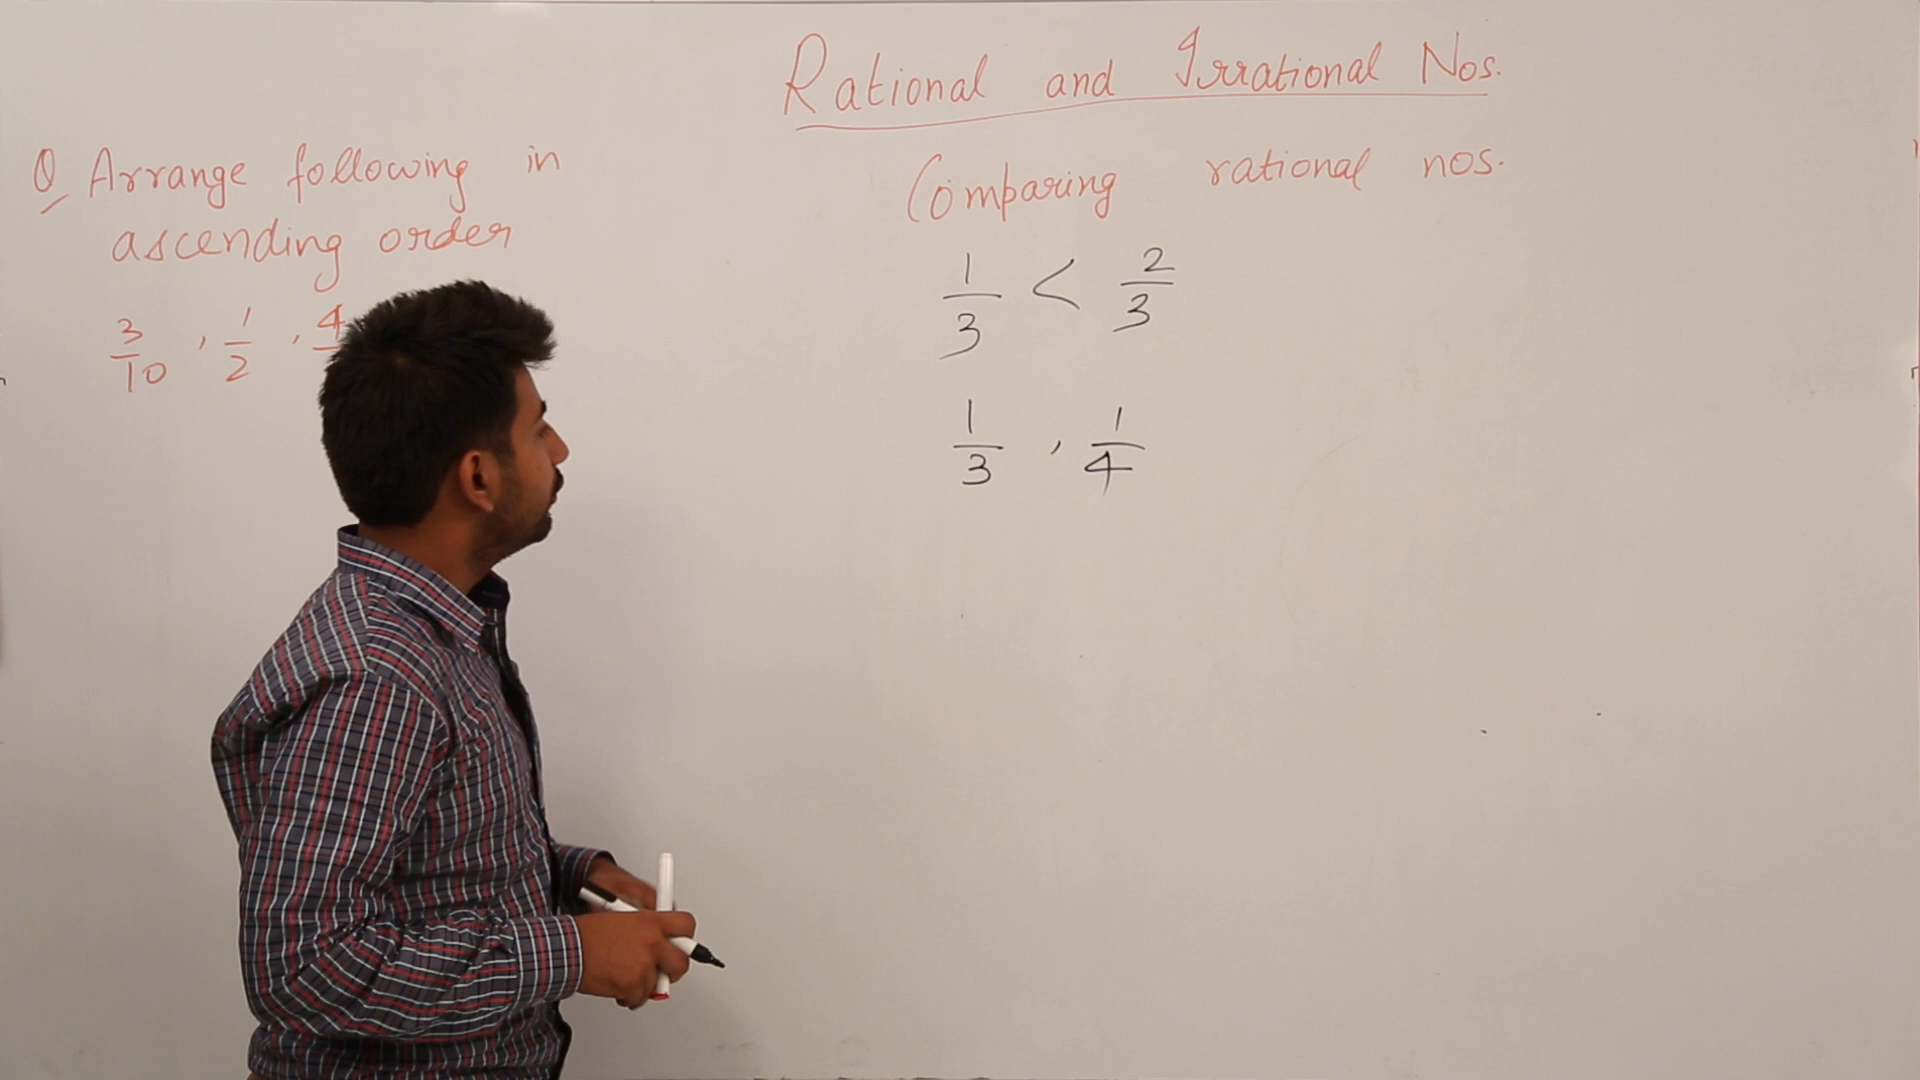 Rational and Irrational Nos.
Q Arrange following in
ascending order
3/10 , 1/2 , 4
Comparing rational nos.
1/3 < 2/3
1/3 , 1/4